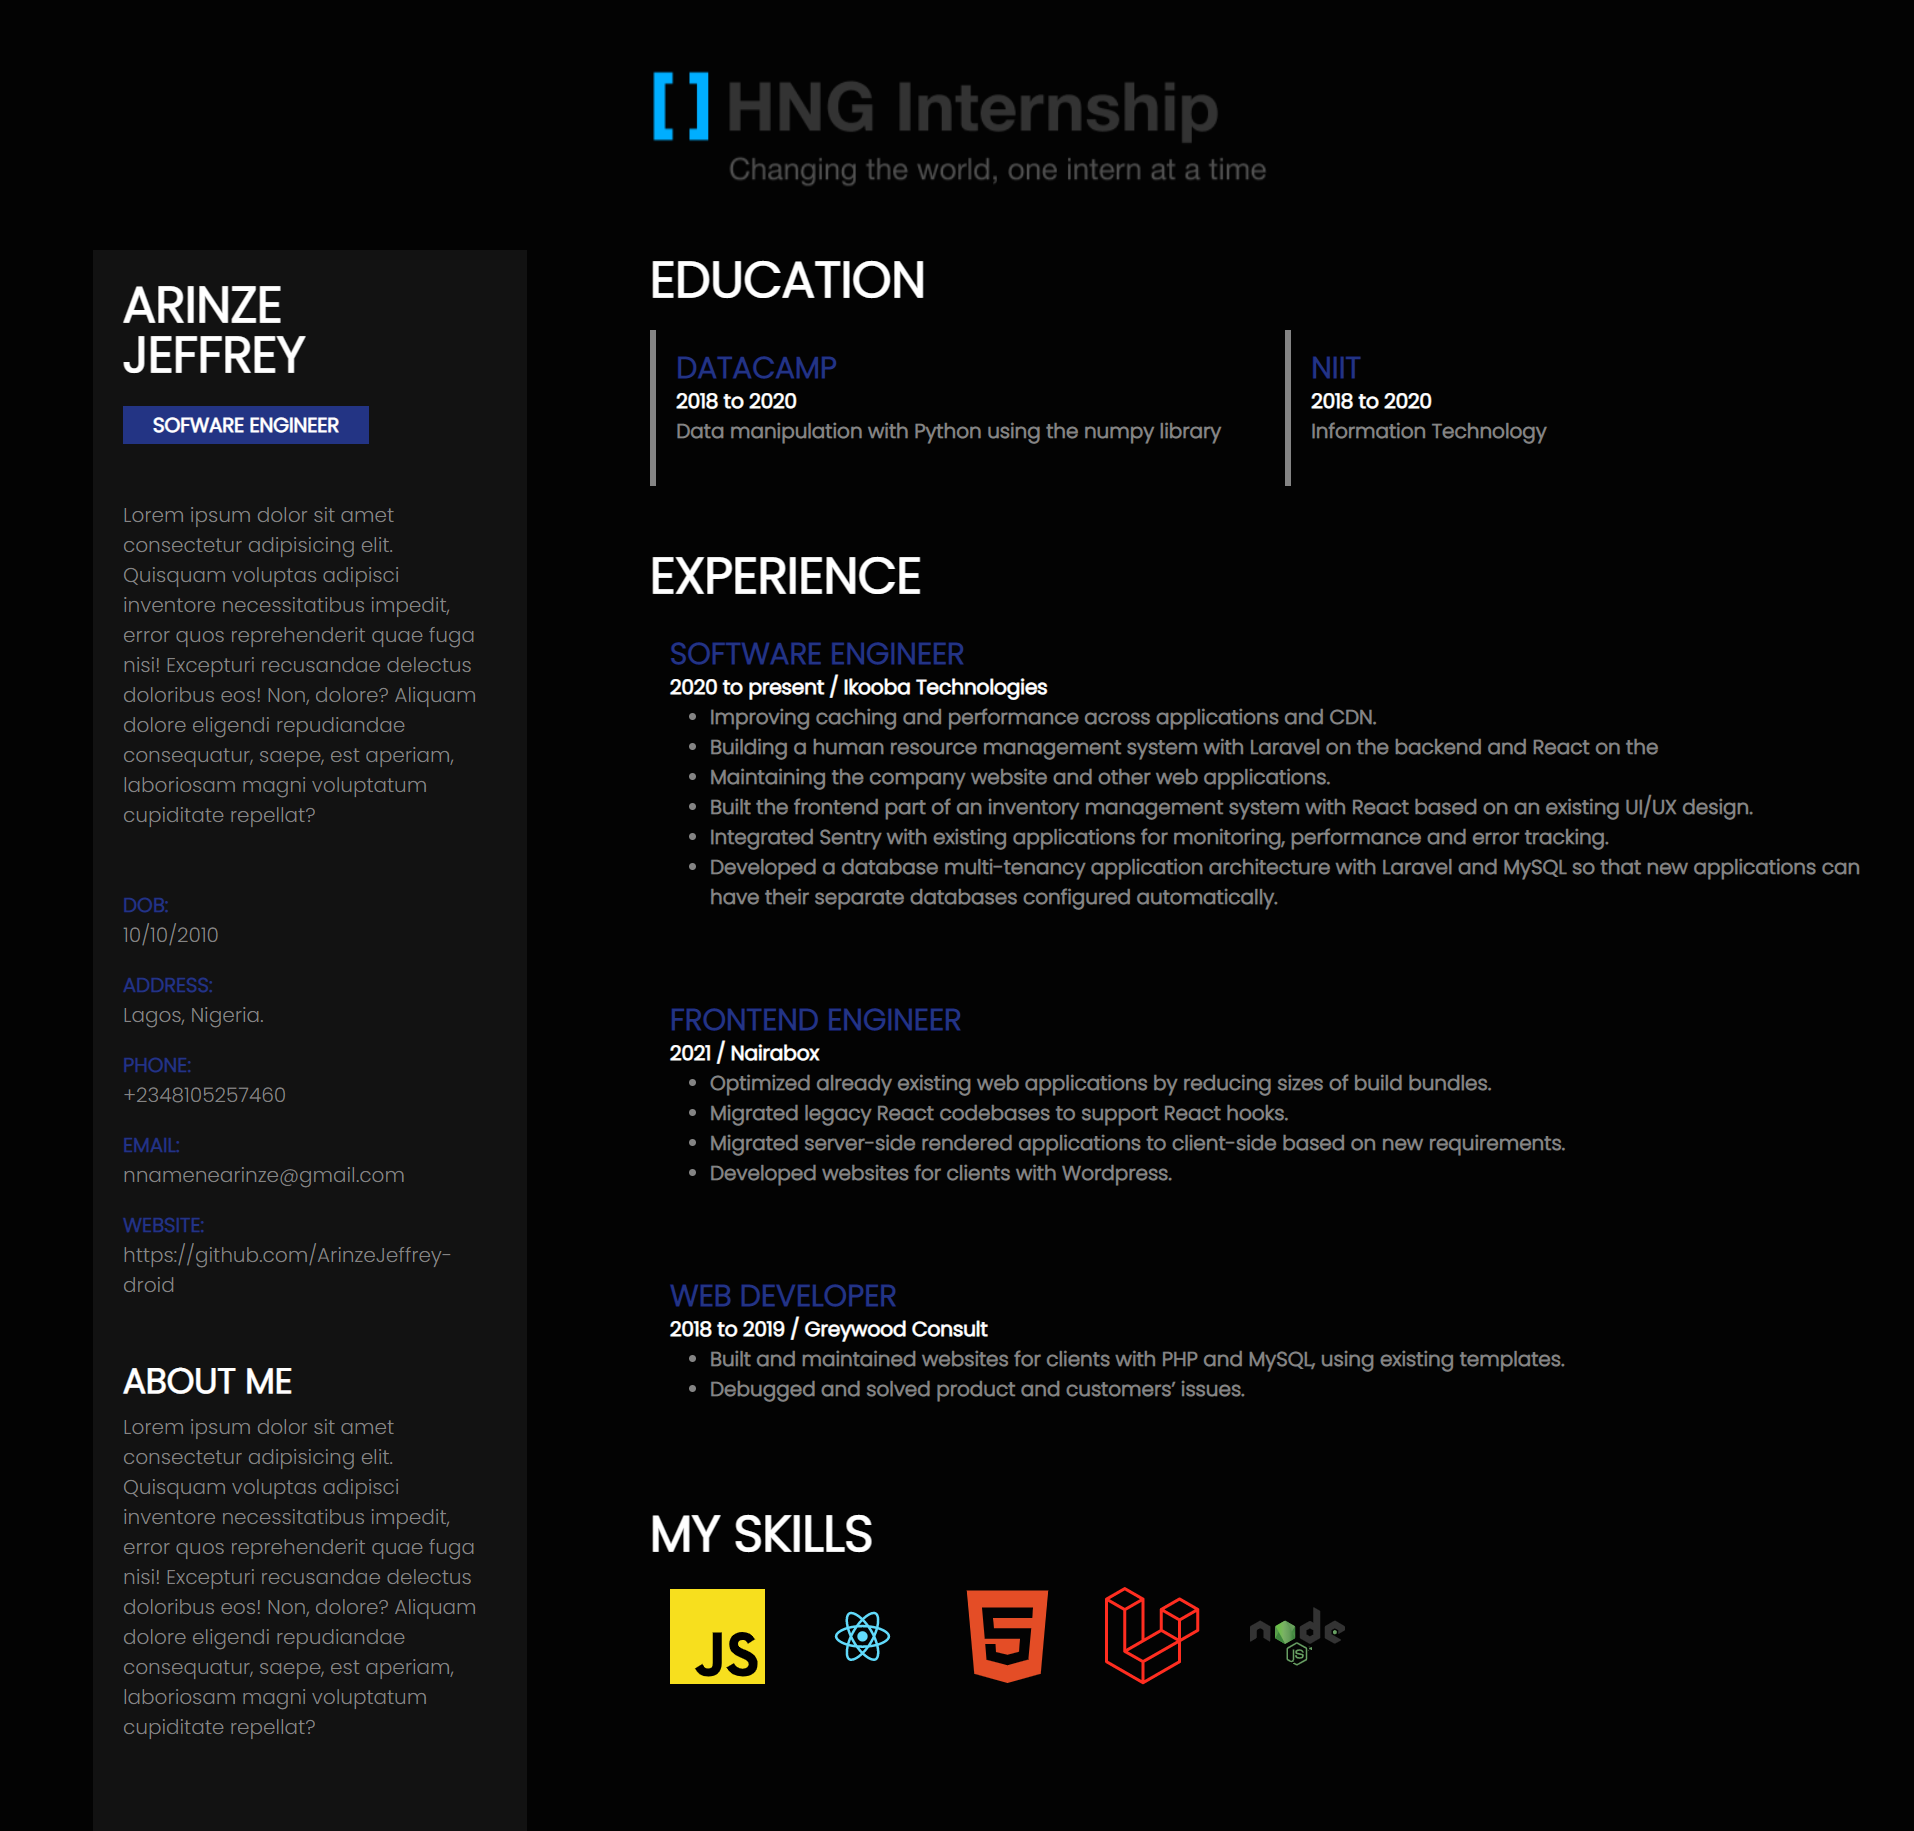 [ ] HNG Internship
Changing the world, one intern at a time
ARINZE
JEFFREY
SOFWARE ENGINEER
Lorem ipsum dolor sit amet
consectetur adipisicing elit.
Quisquam voluptas adipisci
inventore necessitatibus impedit,
error quos reprehenderit quae fuga
nisi! Excepturi recusandae delectus
doloribus eos! Non, dolore? Aliquam
dolore eligendi repudiandae
consequatur, saepe, est aperiam,
laboriosam magni voluptatum
cupiditate repellat?
DOB:
10/10/2010
ADDRESS:
Lagos, Nigeria.
PHONE:
+2348105257460
EMAIL:
nnamenearinze@gmail.com
WEBSITE:
https://github.com/ArinzeJeffrey-
droid
ABOUT ME
Lorem ipsum dolor sit amet
consectetur adipisicing elit.
Quisquam voluptas adipisci
inventore necessitatibus impedit,
error quos reprehenderit quae fuga
nisi! Excepturi recusandae delectus
doloribus eos! Non, dolore? Aliquam
dolore eligendi repudiandae
consequatur, saepe, est aperiam,
laboriosam magni voluptatum
cupiditate repellat?
EDUCATION
DATACAMP
2018 to 2020
Data manipulation with Python using the numpy library
NIIT
2018 to 2020
Information Technology
EXPERIENCE
SOFTWARE ENGINEER
2020 to present / Ikooba Technologies
• Improving caching and performance across applications and CDN.
• Building a human resource management system with Laravel on the backend and React on the
• Maintaining the company website and other web applications.
• Built the frontend part of an inventory management system with React based on an existing UI/UX design.
• Integrated Sentry with existing applications for monitoring, performance and error tracking.
• Developed a database multi-tenancy application architecture with Laravel and MySQL so that new applications can
have their separate databases configured automatically.
FRONTEND ENGINEER
2021 / Nairabox
• Optimized already existing web applications by reducing sizes of build bundles.
• Migrated legacy React codebases to support React hooks.
• Migrated server-side rendered applications to client-side based on new requirements.
• Developed websites for clients with Wordpress.
WEB DEVELOPER
2018 to 2019 / Greywood Consult
• Built and maintained websites for clients with PHP and MySQL, using existing templates.
• Debugged and solved product and customers’ issues.
MY SKILLS
JS
5
node
JS